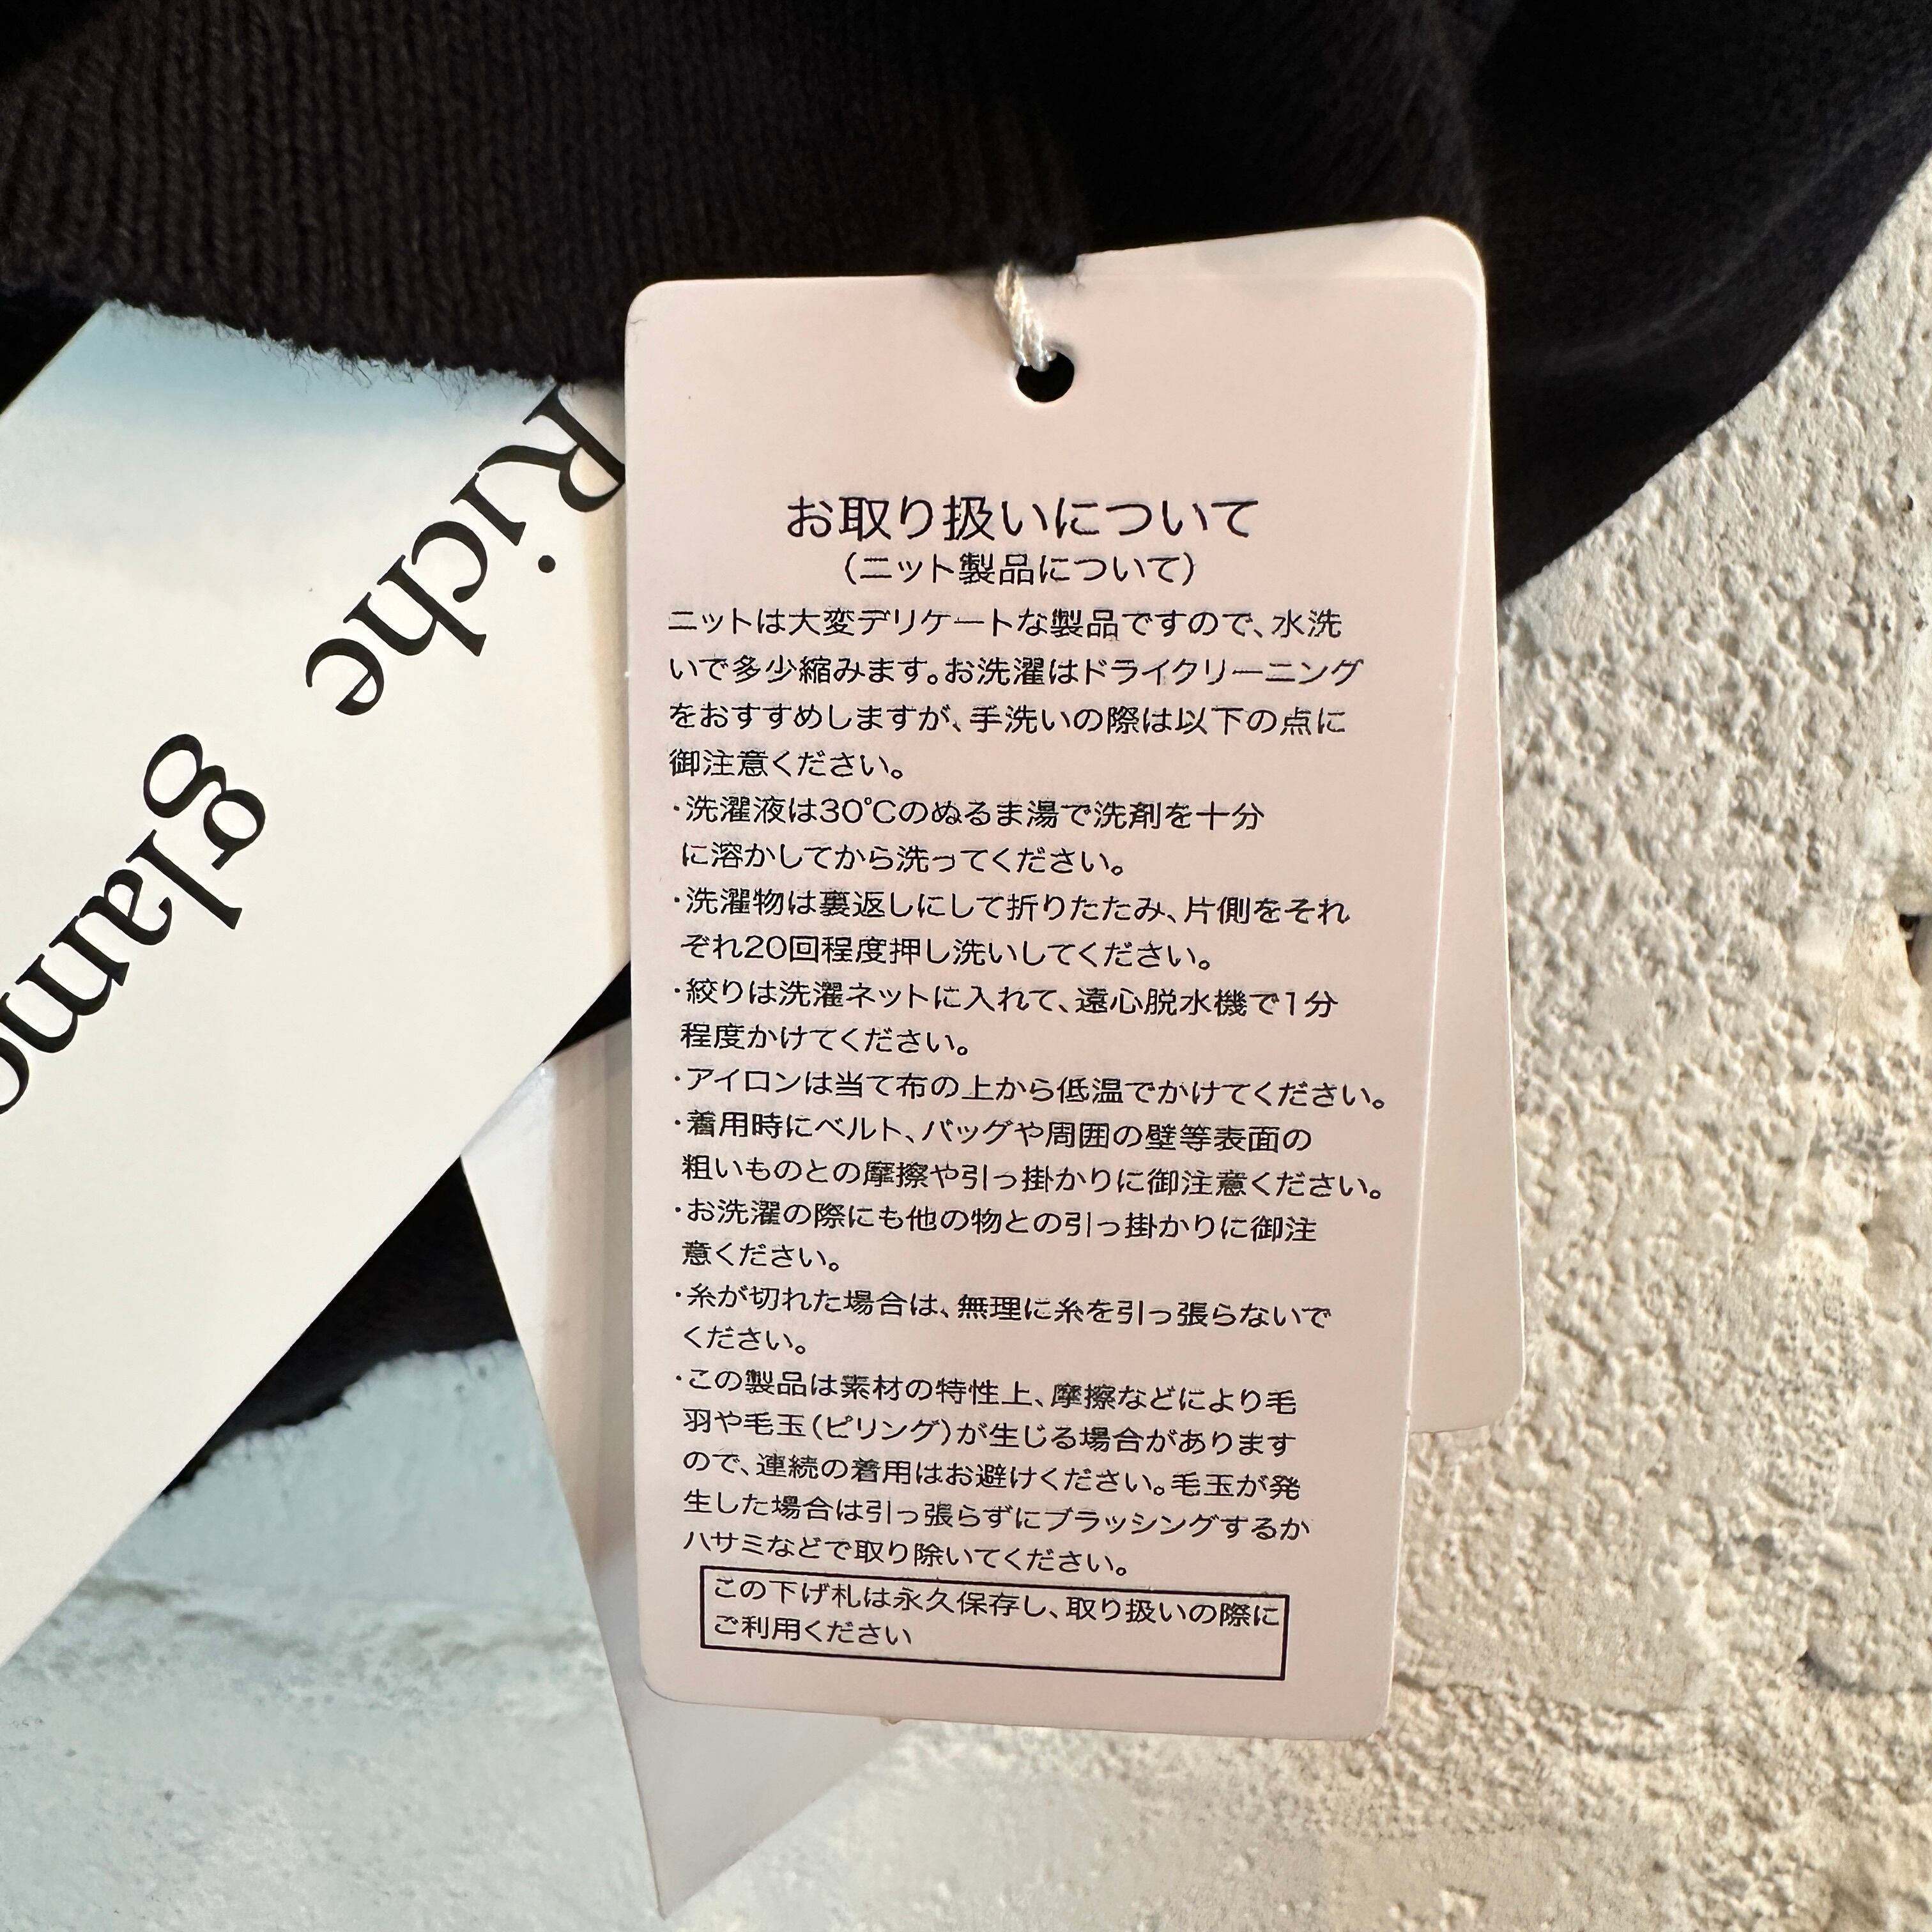 Riche
glamo
お取り扱いについて
(ニット製品について)
ニットは大変デリケートな製品ですので、水洗
いで多少縮みます。お洗濯はドライクリーニング
をおすすめしますが、手洗いの際は以下の点に
御注意ください。
・洗濯液は30℃のぬるま湯で洗剤を十分
に溶かしてから洗ってください。
・洗濯物は裏返しにして折りたたみ、片側をそれ
ぞれ20回程度押し洗いしてください。
・絞りは洗濯ネットに入れて、遠心脱水機で1分
程度かけてください。
・アイロンは当て布の上から低温でかけてください。
・着用時にベルト、バッグや周囲の壁等表面の
粗いものとの摩擦や引っ掛かりに御注意ください。
・お洗濯の際にも他の物との引っ掛かりに御注
意ください。
・糸が切れた場合は、無理に糸を引っ張らないで
ください。
・この製品は素材の特性上、摩擦などにより毛
羽や毛玉(ピリング)が生じる場合があります
ので、連続の着用はお避けください。毛玉が発
生した場合は引っ張らずにブラッシングするか
ハサミなどで取り除いてください。
この下げ札は永久保存し、取り扱いの際に
ご利用ください